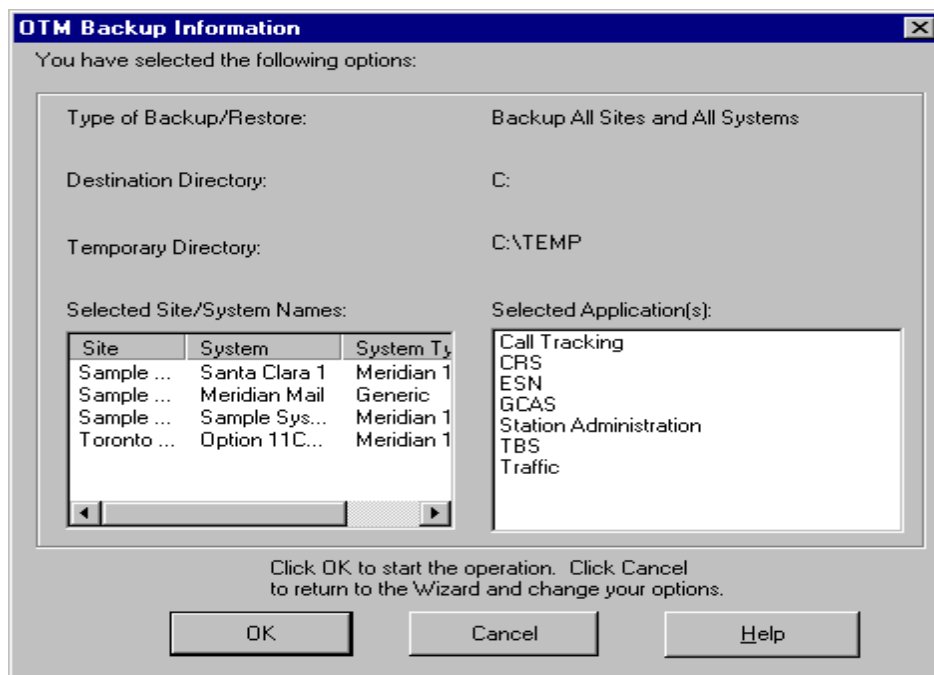 OTM Backup Information
You have selected the following options:
Type of Backup/Restore: Backup All Sites and All Systems
Destination Directory: C:
Temporary Directory: C:\TEMP
Selected Site/System Names:
Site System System Ty
Sample ... Santa Clara 1 Meridian 1
Sample ... Meridian Mail Generic
Sample ... Sample Sys... Meridian 1
Toronto ... Option 11C... Meridian 1
Selected Application(s):
Call Tracking
CRS
ESN
GCAS
Station Administration
TBS
Traffic
Click OK to start the operation. Click Cancel
to return to the Wizard and change your options.
OK Cancel Help